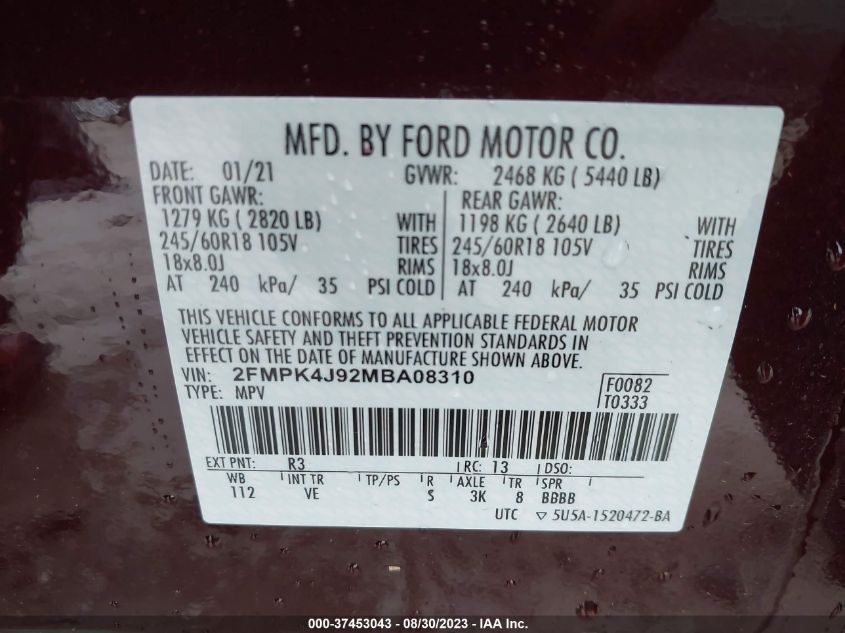 MFD. BY FORD MOTOR CO.
DATE: 01/21 GVWR: 2468 KG ( 5440 LB)
FRONT GAWR: REAR GAWR:
1279 KG ( 2820 LB) WITH 1198 KG ( 2640 LB) WITH
245/60R18 105V TIRES 245/60R18 105V TIRES
18x8.0J RIMS 18x8.0J RIMS
AT 240 kPa/ 35 PSI COLD AT 240 kPa/ 35 PSI COLD
THIS VEHICLE CONFORMS TO ALL APPLICABLE FEDERAL MOTOR
VEHICLE SAFETY AND THEFT PREVENTION STANDARDS IN
EFFECT ON THE DATE OF MANUFACTURE SHOWN ABOVE.
VIN: 2FMPK4J92MBA08310 F0082
TYPE: MPV T0333
EXT PNT: R3 RC: 13 DSO:
WB INT TR TP/PS R AXLE TR SPR
112 VE S 3K 8 BBBB
UTC ▽ 5U5A-1520472-BA
000-37453043 - 08/30/2023 - IAA Inc.